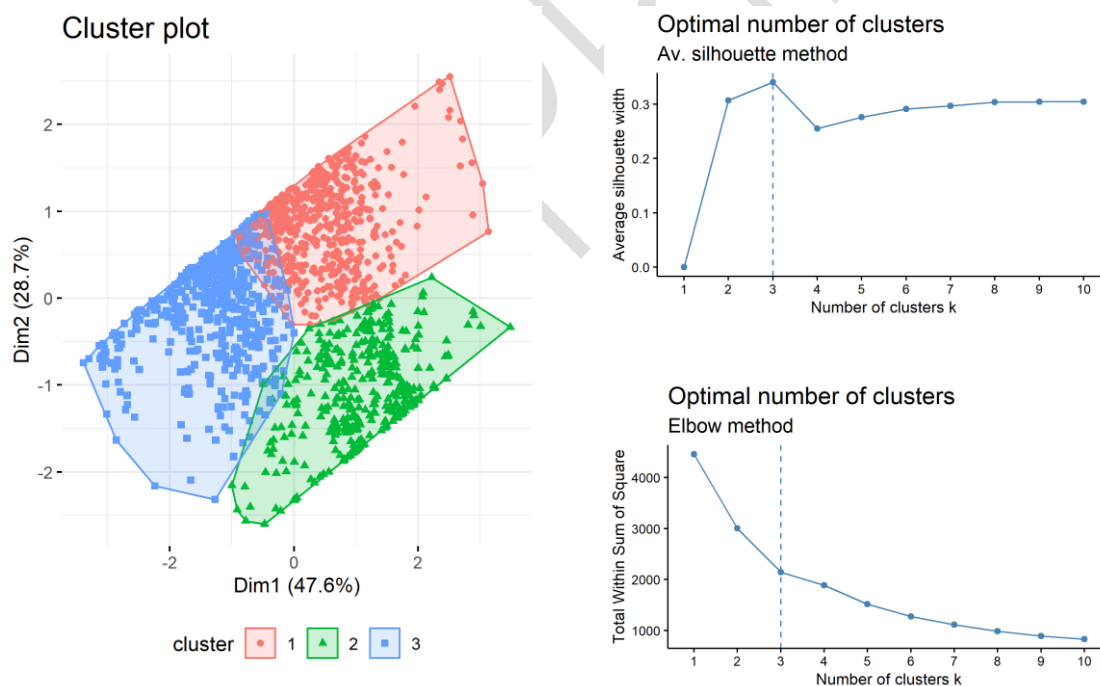 Cluster plot
2
1
0
-1
-2
Dim2 (28.7%)
-2
0
2
Dim1 (47.6%)
cluster
1
2
3
Optimal number of clusters
Av. silhouette method
0.3
0.2
0.1
0.0
Average silhouette width
1 2 3 4 5 6 7 8 9 10
Number of clusters k
Optimal number of clusters
Elbow method
4000
3000
2000
1000
Total Within Sum of Square
1 2 3 4 5 6 7 8 9 10
Number of clusters k